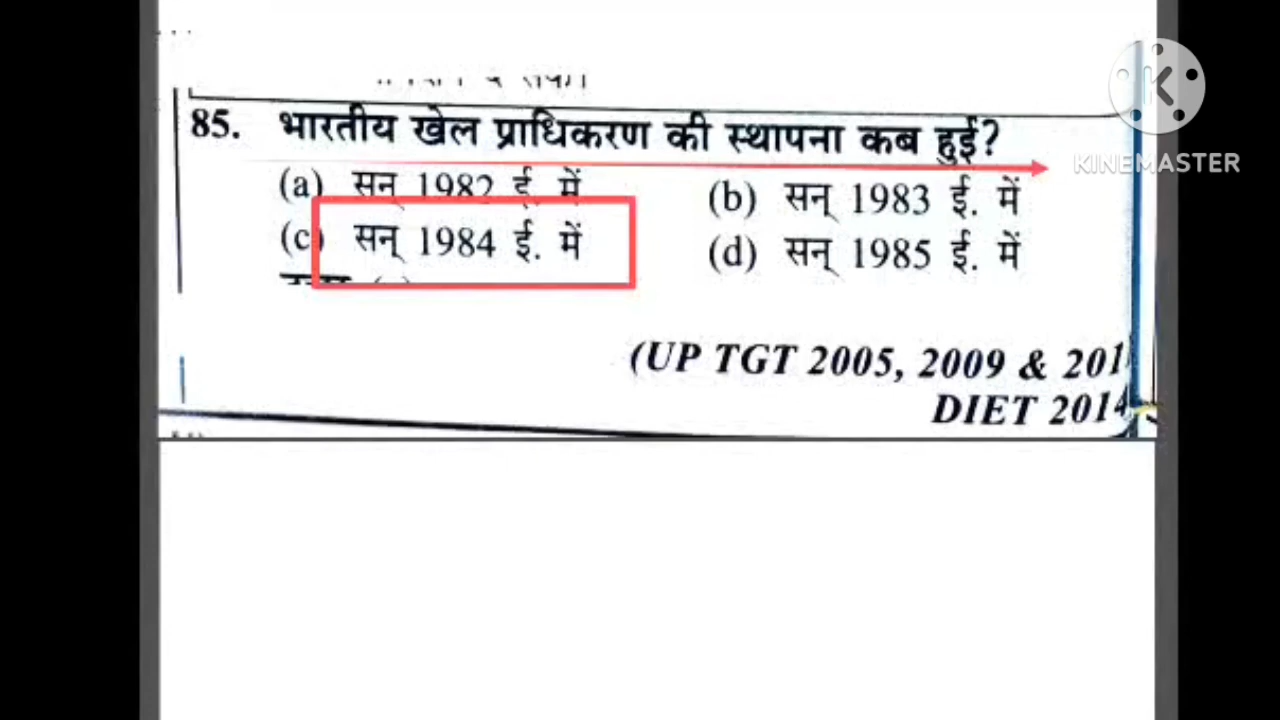 85. भारतीय खेल प्राधिकरण की स्थापना कब हुई?
KINEMASTER
(a) सन् 1982 ई. में (b) सन् 1983 ई. में
(c) सन् 1984 ई. में (d) सन् 1985 ई. में
(UP TGT 2005, 2009 & 201
DIET 2014